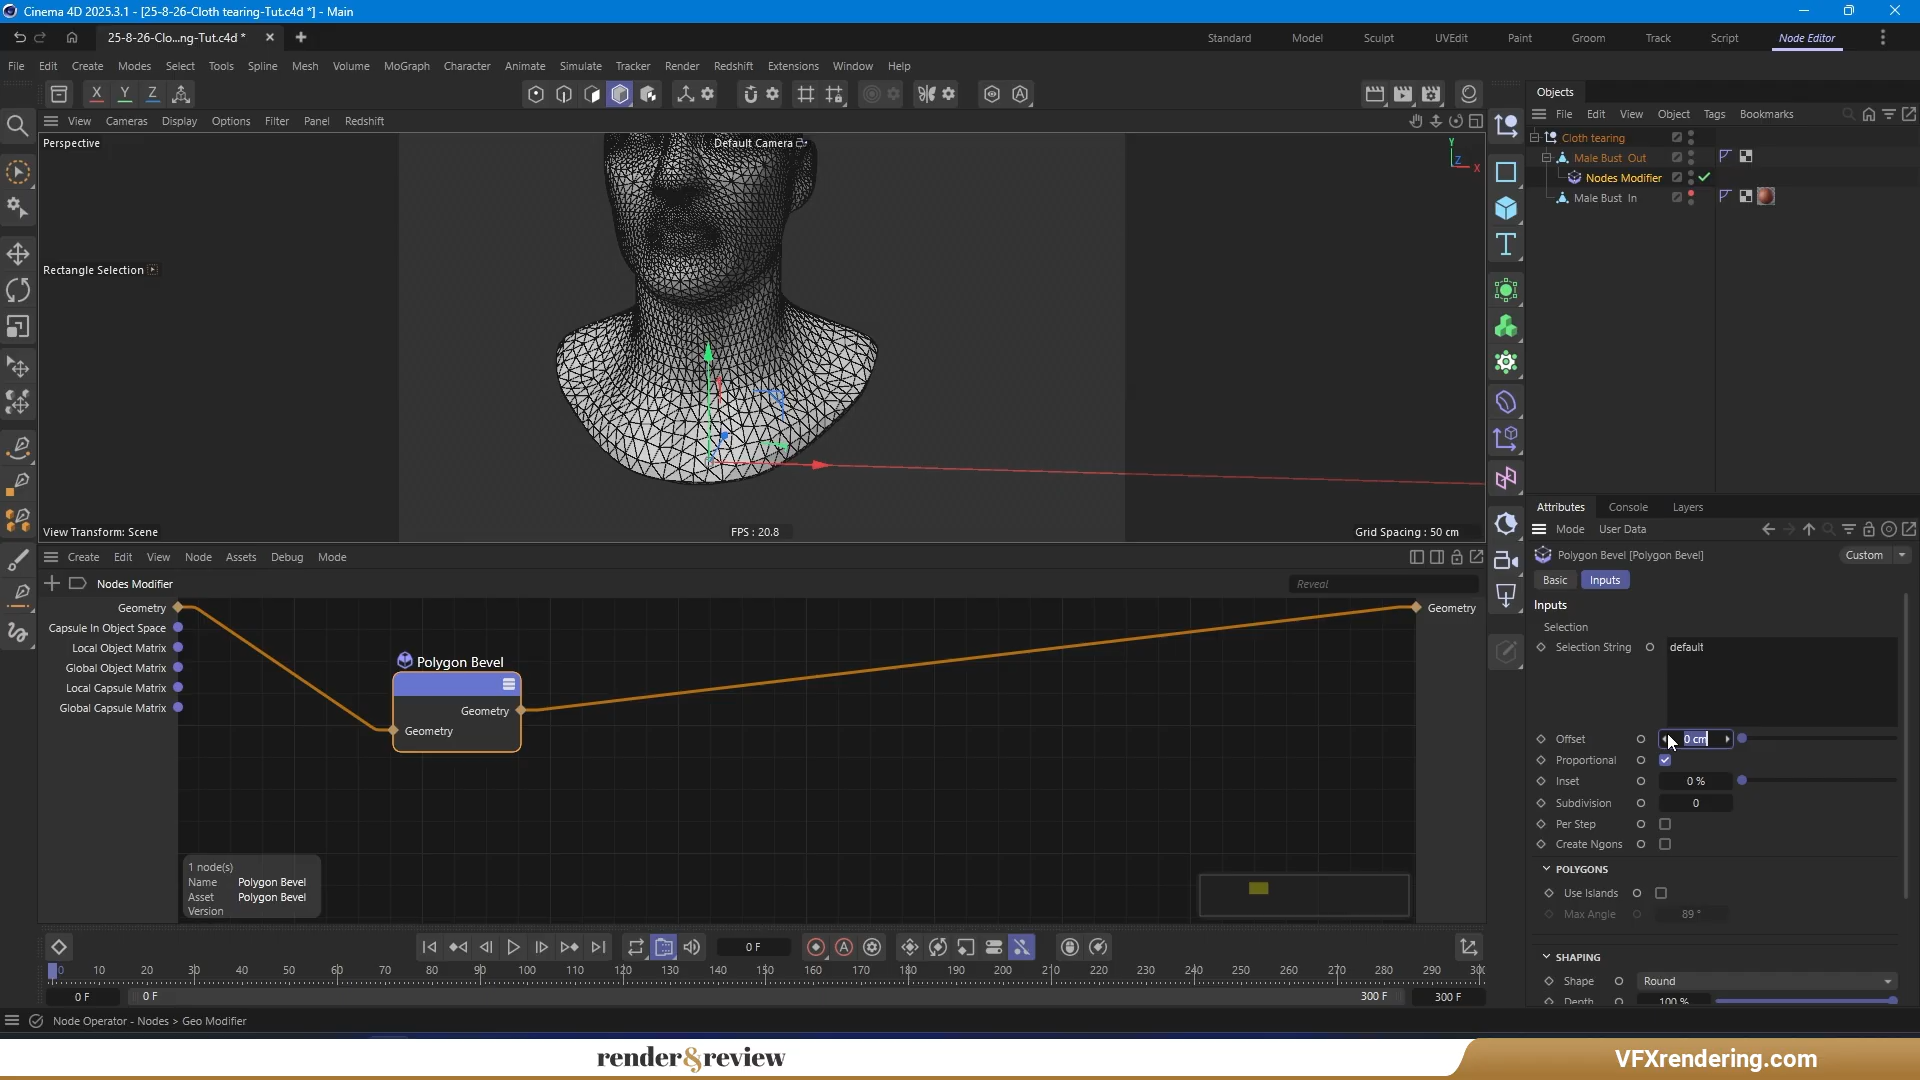 Cinema 4D 2025.3.1 - [25-8-26-Cloth tearing-Tut.c4d *] - Main
25-8-26-Clo...ng-Tut.c4d *
Standard Model Sculpt UVEdit Paint Groom Track Script Node Editor
File Edit Create Modes Select Tools Spline Mesh Volume MoGraph Character Animate Simulate Tracker Render Redshift Extensions Window Help
X Y Z
Objects
View Cameras Display Options Filter Panel Redshift
File Edit View Object Tags Bookmarks
Perspective
Default Camera
Y
Z
X
Cloth tearing
Male Bust Out
Nodes Modifier
Male Bust In
Rectangle Selection
View Transform: Scene
FPS : 20.8
Grid Spacing : 50 cm
Attributes Console Layers
Mode User Data
Polygon Bevel [Polygon Bevel]
Custom
Basic Inputs
Inputs
Selection
Selection String default
Offset 0 cm
Proportional
Inset 0 %
Subdivision 0
Per Step
Create Ngons
POLYGONS
Use Islands
Max Angle 89 °
SHAPING
Shape Round
Depth 100 %
Create Edit View Node Assets Debug Mode
Nodes Modifier
Reveal
Geometry
Capsule In Object Space
Local Object Matrix
Global Object Matrix
Local Capsule Matrix
Global Capsule Matrix
Polygon Bevel
Geometry
Geometry
Geometry
1 node(s)
Name Polygon Bevel
Asset Polygon Bevel
Version
0 F
0 10 20 30 40 50 60 70 80 90 100 110 120 130 140 150 160 170 180 190 200 210 220 230 240 250 260 270 280 290 30
0 F 0 F 300 F 300 F
Node Operator - Nodes > Geo Modifier
render&review
VFXrendering.com